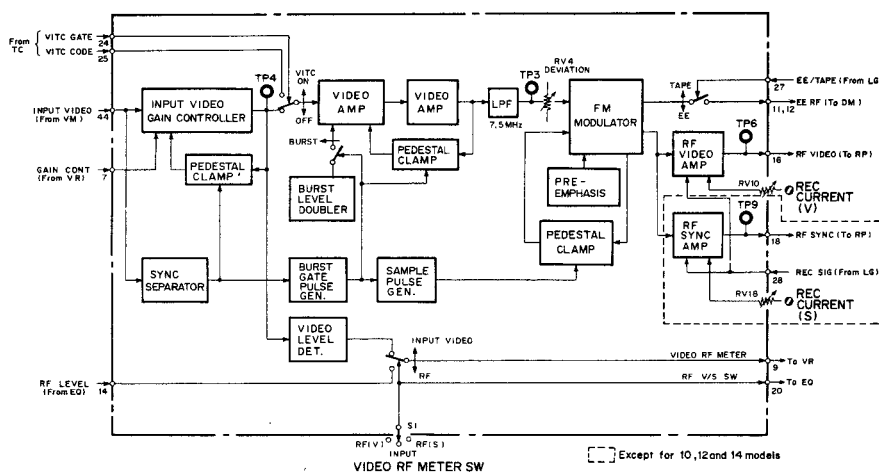 From TC
VITC GATE
24
VITC CODE
25
INPUT VIDEO
(From VM)
44
GAIN CONT
(From VR)
7
INPUT VIDEO
GAIN CONTROLLER
TP4
VITC
ON
OFF
VIDEO
AMP
VIDEO
AMP
LPF
7.5MHz
TP3
RV4
DEVIATION
FM
MODULATOR
TAPE
EE
EE/TAPE (From LG)
27
EE RF (To DM)
11,12
PEDESTAL
CLAMP
BURST
BURST
LEVEL
DOUBLER
PEDESTAL
CLAMP
PRE-
EMPHASIS
RF
VIDEO
AMP
TP6
RF VIDEO (To RP)
16
RV10
REC
CURRENT
(V)
SYNC
SEPARATOR
BURST
GATE
PULSE
GEN.
SAMPLE
PULSE
GEN.
PEDESTAL
CLAMP
RF
SYNC
AMP
TP9
RF SYNC (To RP)
18
REC SIG (From LG)
28
RV18
REC
CURRENT
(S)
VIDEO
LEVEL
DET.
INPUT VIDEO
RF
VIDEO RF METER
To VR
9
RF LEVEL
(From EQ)
14
RF V/S SW
To EQ
20
S1
RF(V)
RF(S)
INPUT
VIDEO RF METER SW
Except for 10,12 and 14 models